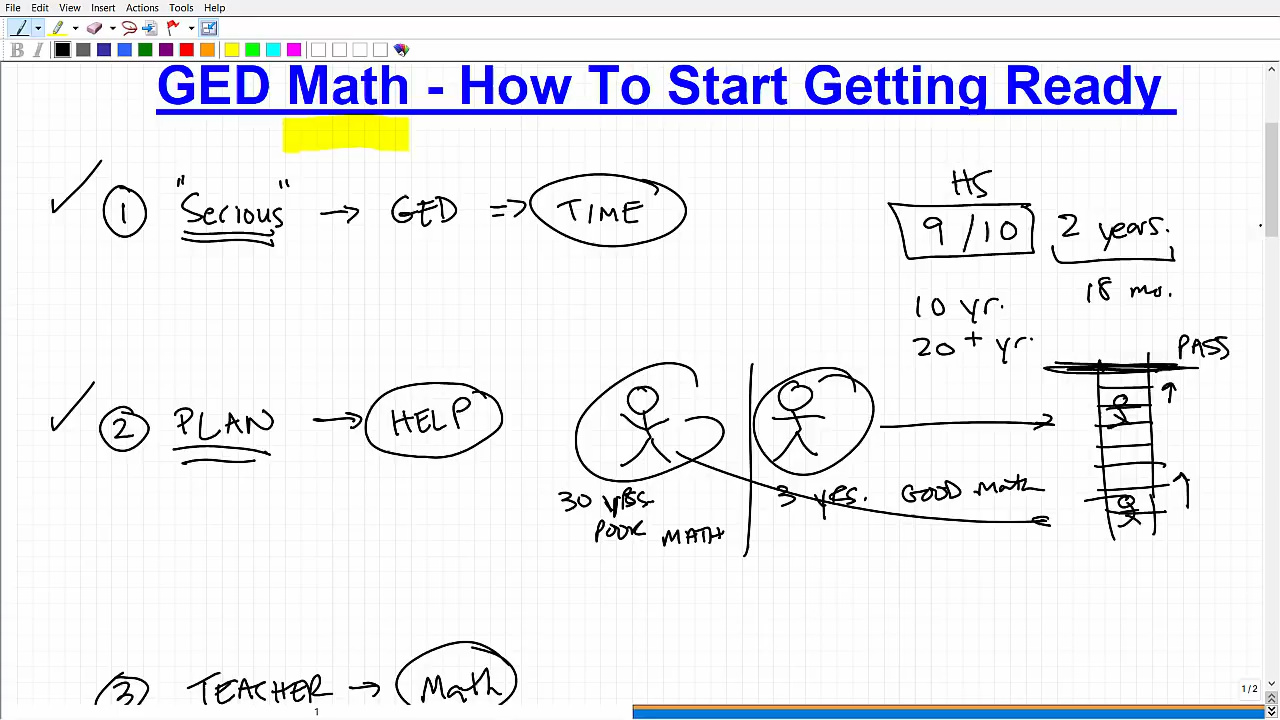 File Edit View Insert Actions Tools Help
B I
GED Math - How To Start Getting Ready
① "Serious" → GED => TIME
HS
9/10 2 years.
18 mo.
10 yr.
20+ yr.
PASS
② PLAN → HELP
30 yrs. 3 yrs. GOOD Math
POOR MATH
③ TEACHER → Math
1/2
1